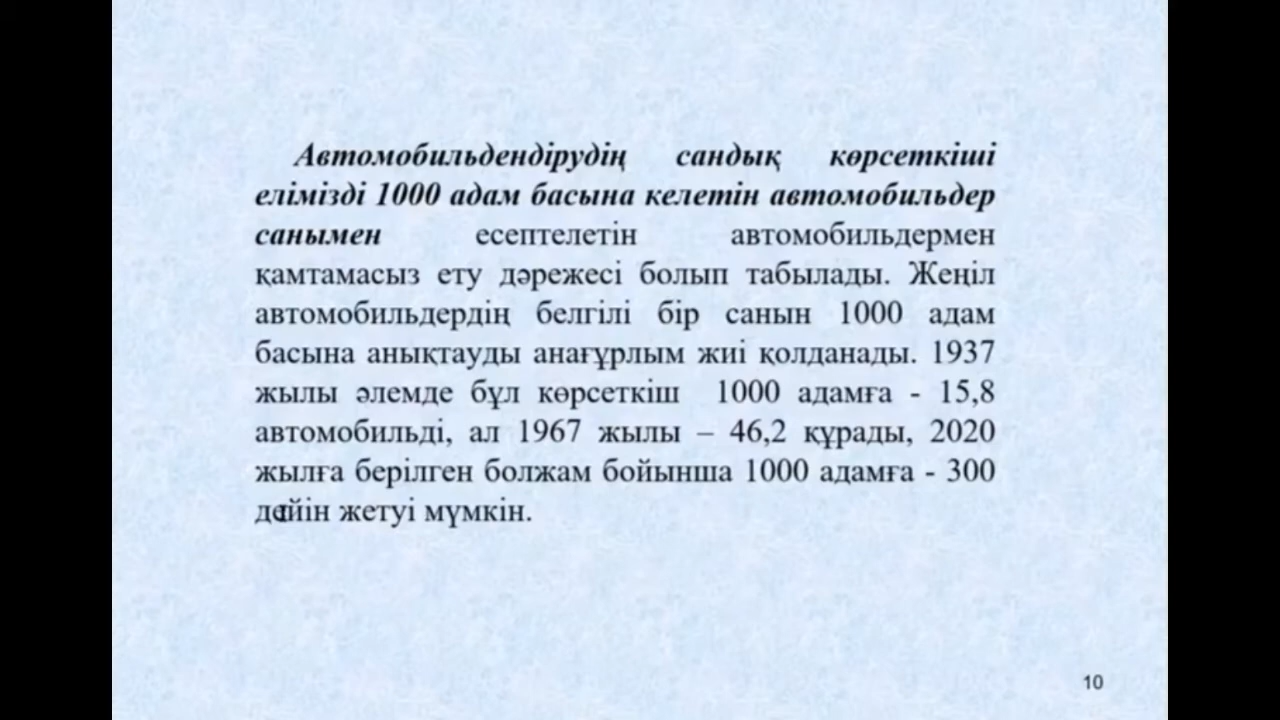 Автомобильдендірудің сандық көрсеткіші
елімізді 1000 адам басына келетін автомобильдер
санымен есептелетін автомобильдермен
қамтамасыз ету дәрежесі болып табылады. Жеңіл
автомобильдердің белгілі бір санын 1000 адам
басына анықтауды анағұрлым жиі қолданады. 1937
жылы әлемде бұл көрсеткіш 1000 адамға - 15,8
автомобильді, ал 1967 жылы – 46,2 құрады, 2020
жылға берілген болжам бойынша 1000 адамға - 300
дейін жетуі мүмкін.
10